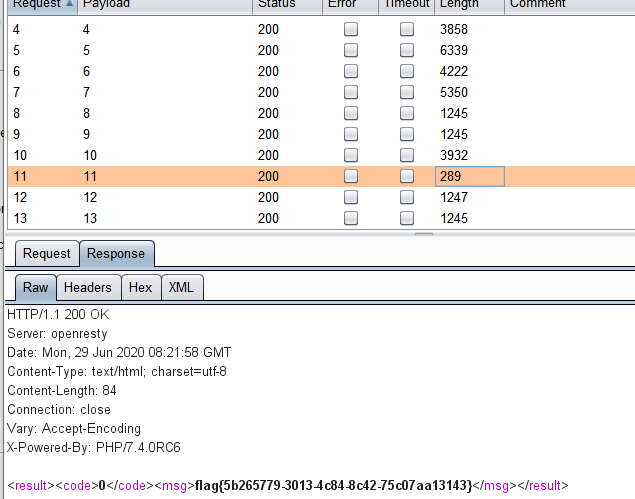 Request Payload Status Error Timeout Length Comment
4 4 200 3858
5 5 200 6339
6 6 200 4222
7 7 200 5350
8 8 200 1245
9 9 200 1245
10 10 200 3932
11 11 200 289
12 12 200 1247
13 13 200 1245
Request Response
Raw Headers Hex XML
HTTP/1.1 200 OK
Server: openresty
Date: Mon, 29 Jun 2020 08:21:58 GMT
Content-Type: text/html; charset=utf-8
Content-Length: 84
Connection: close
Vary: Accept-Encoding
X-Powered-By: PHP/7.4.0RC6
<result><code>0</code><msg>flag{5b265779-3013-4c84-8c42-75c07aa13143}</msg></result>